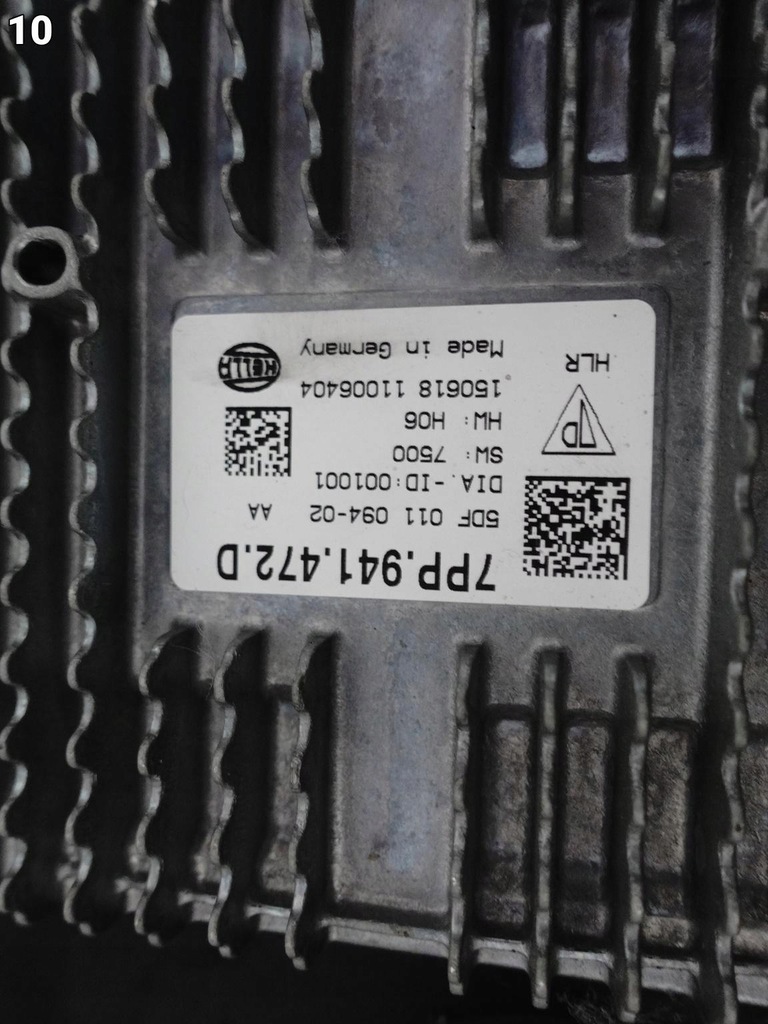 10
7PP.941.472.D
5DF 011 094-02 AA
DIA.-ID:001001
SW: 7500
HW: H06
150618 11006404
Made in Germany
HELLA
HLR